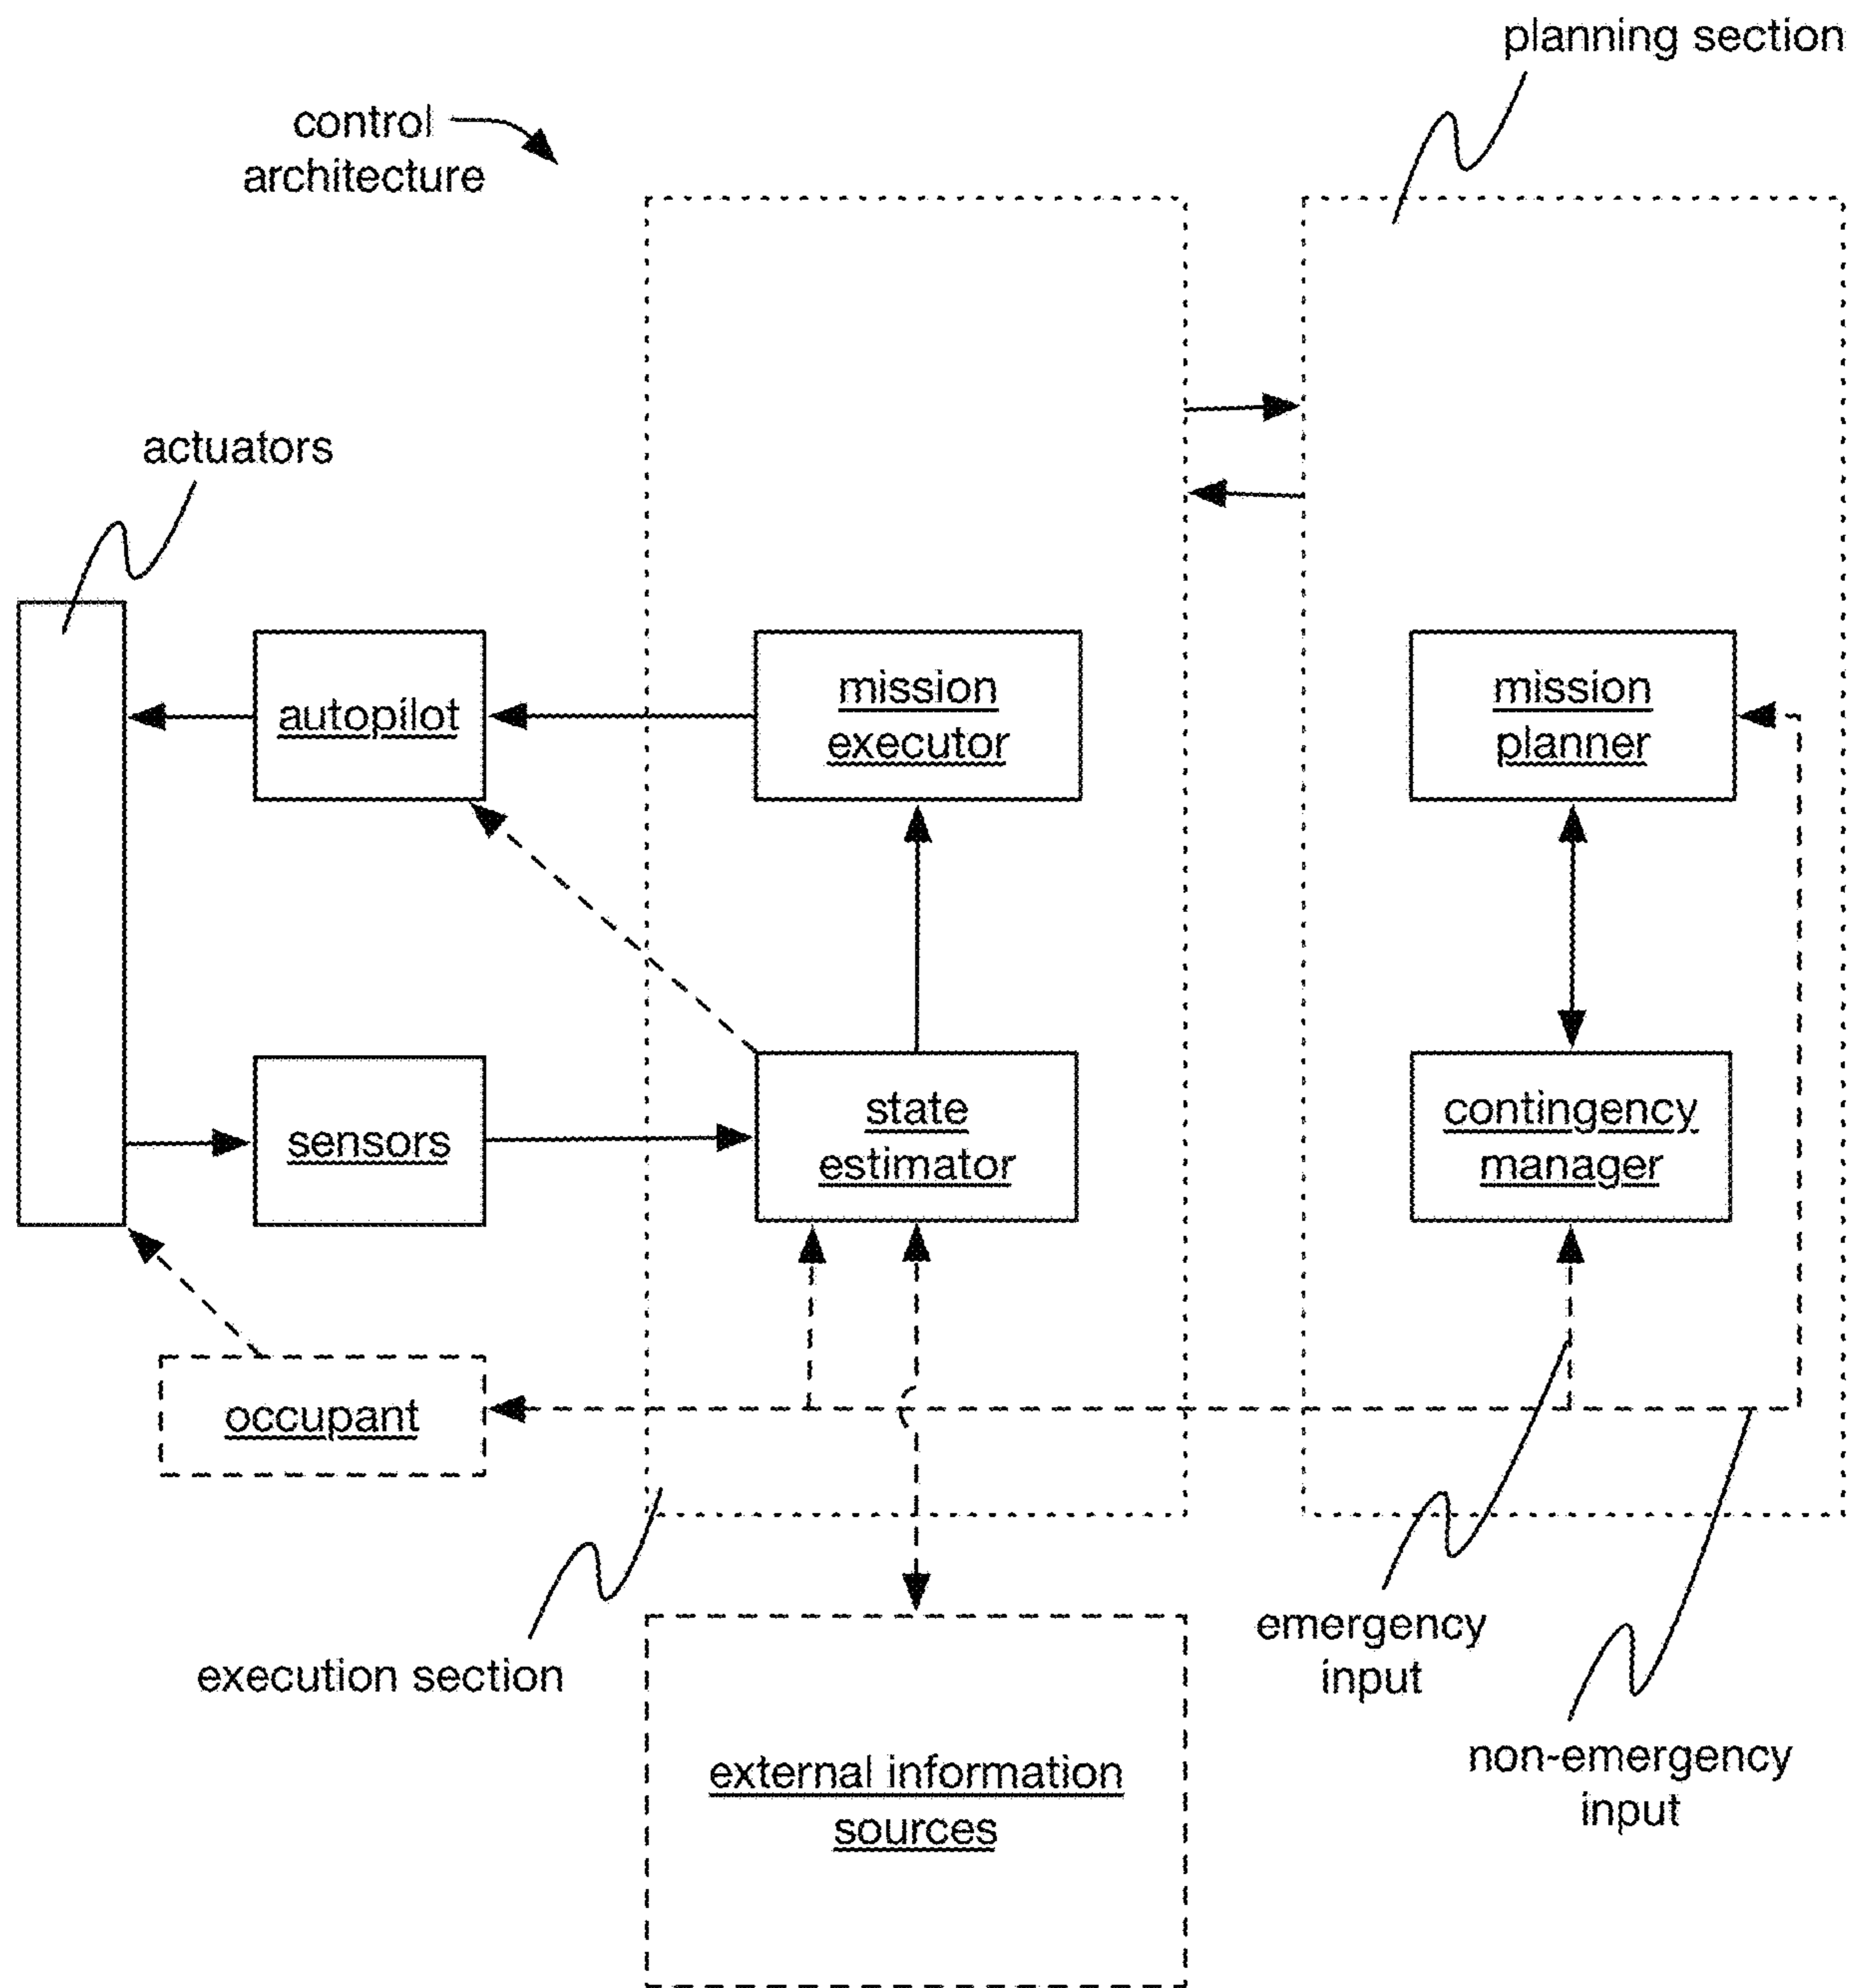 planning section
control
architecture
actuators
autopilot
mission
executor
mission
planner
sensors
state
estimator
contingency
manager
occupant
execution section
emergency
input
external information
sources
non-emergency
input